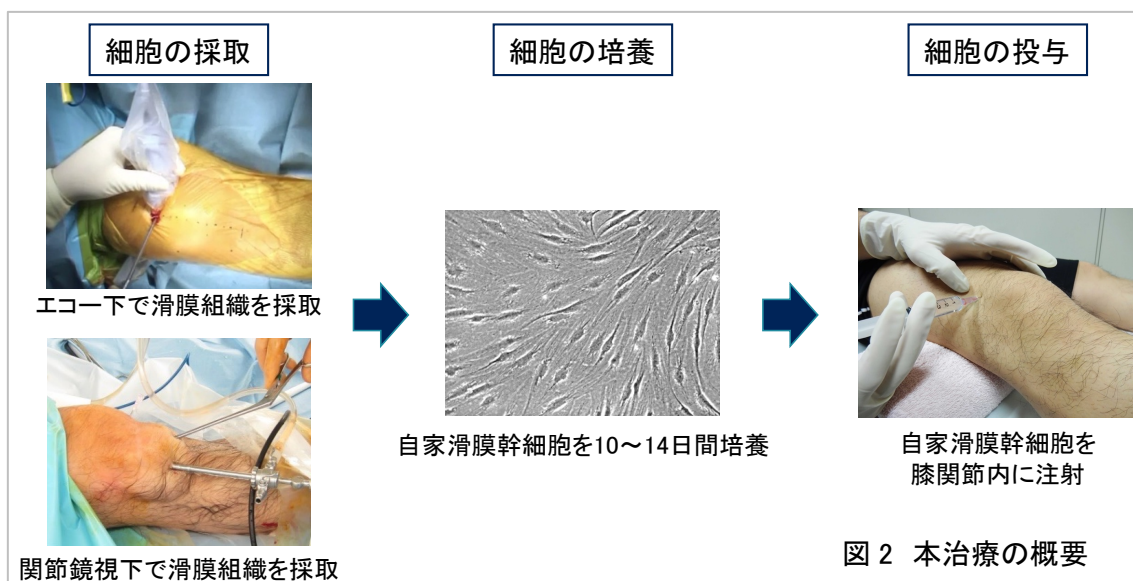 細胞の採取
細胞の培養
細胞の投与
エコー下で滑膜組織を採取
関節鏡視下で滑膜組織を採取
自家滑膜幹細胞を10～14日間培養
自家滑膜幹細胞を
膝関節内に注射
図 2 本治療の概要